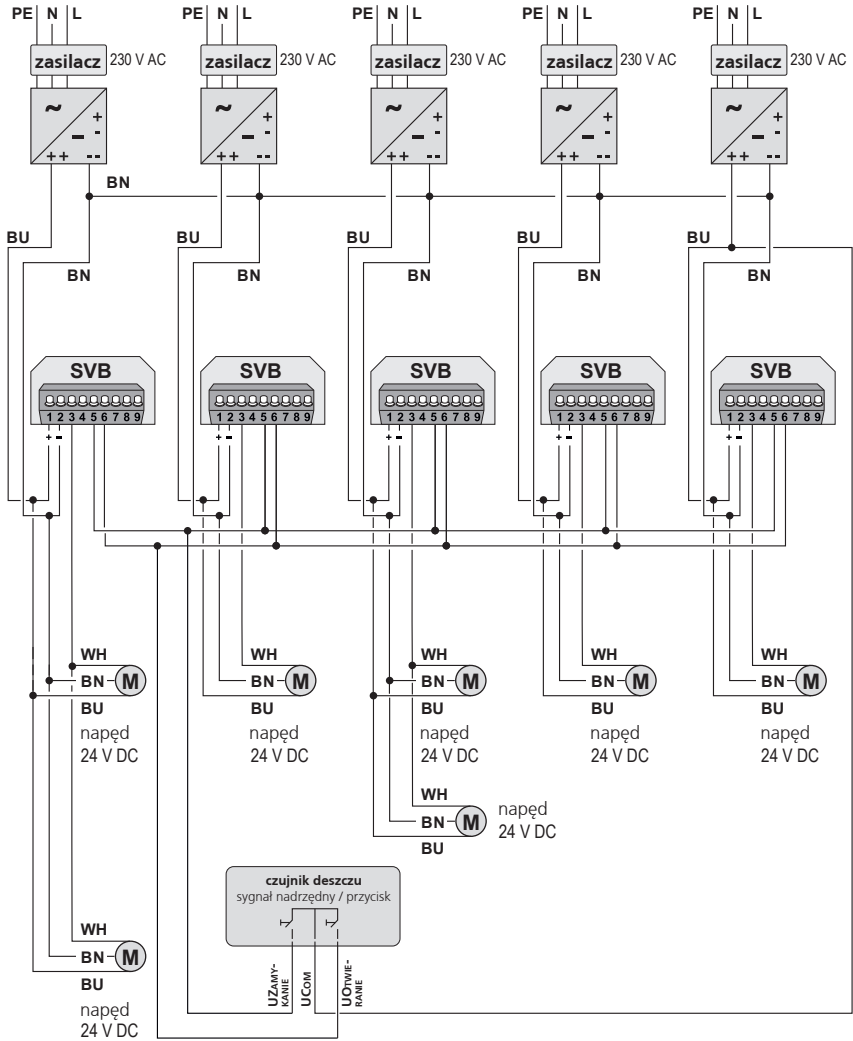 PE N L PE N L PE N L PE N L PE N L
zasilacz 230 V AC zasilacz 230 V AC zasilacz 230 V AC zasilacz 230 V AC zasilacz 230 V AC
~ + ~ + ~ + ~ + ~ +
– - – - – - – - – -
++ -- ++ -- ++ -- ++ -- ++ --
BN
BU BU BU BU BU
BN BN BN BN BN
SVB SVB SVB SVB SVB
1 2 3 4 5 6 7 8 9 1 2 3 4 5 6 7 8 9 1 2 3 4 5 6 7 8 9 1 2 3 4 5 6 7 8 9 1 2 3 4 5 6 7 8 9
+ - + - + - + - + -
WH WH WH WH WH
BN M BN M BN M BN M BN M
BU BU BU BU BU
napęd napęd napęd napęd napęd
24 V DC 24 V DC 24 V DC 24 V DC 24 V DC
WH
BN M napęd
BU 24 V DC
czujnik deszczu
sygnał nadrzędny / przycisk
UZAMY-
KANIE
UCOM
UOTWIE-
RANIE
WH
BN M
BU
napęd
24 V DC